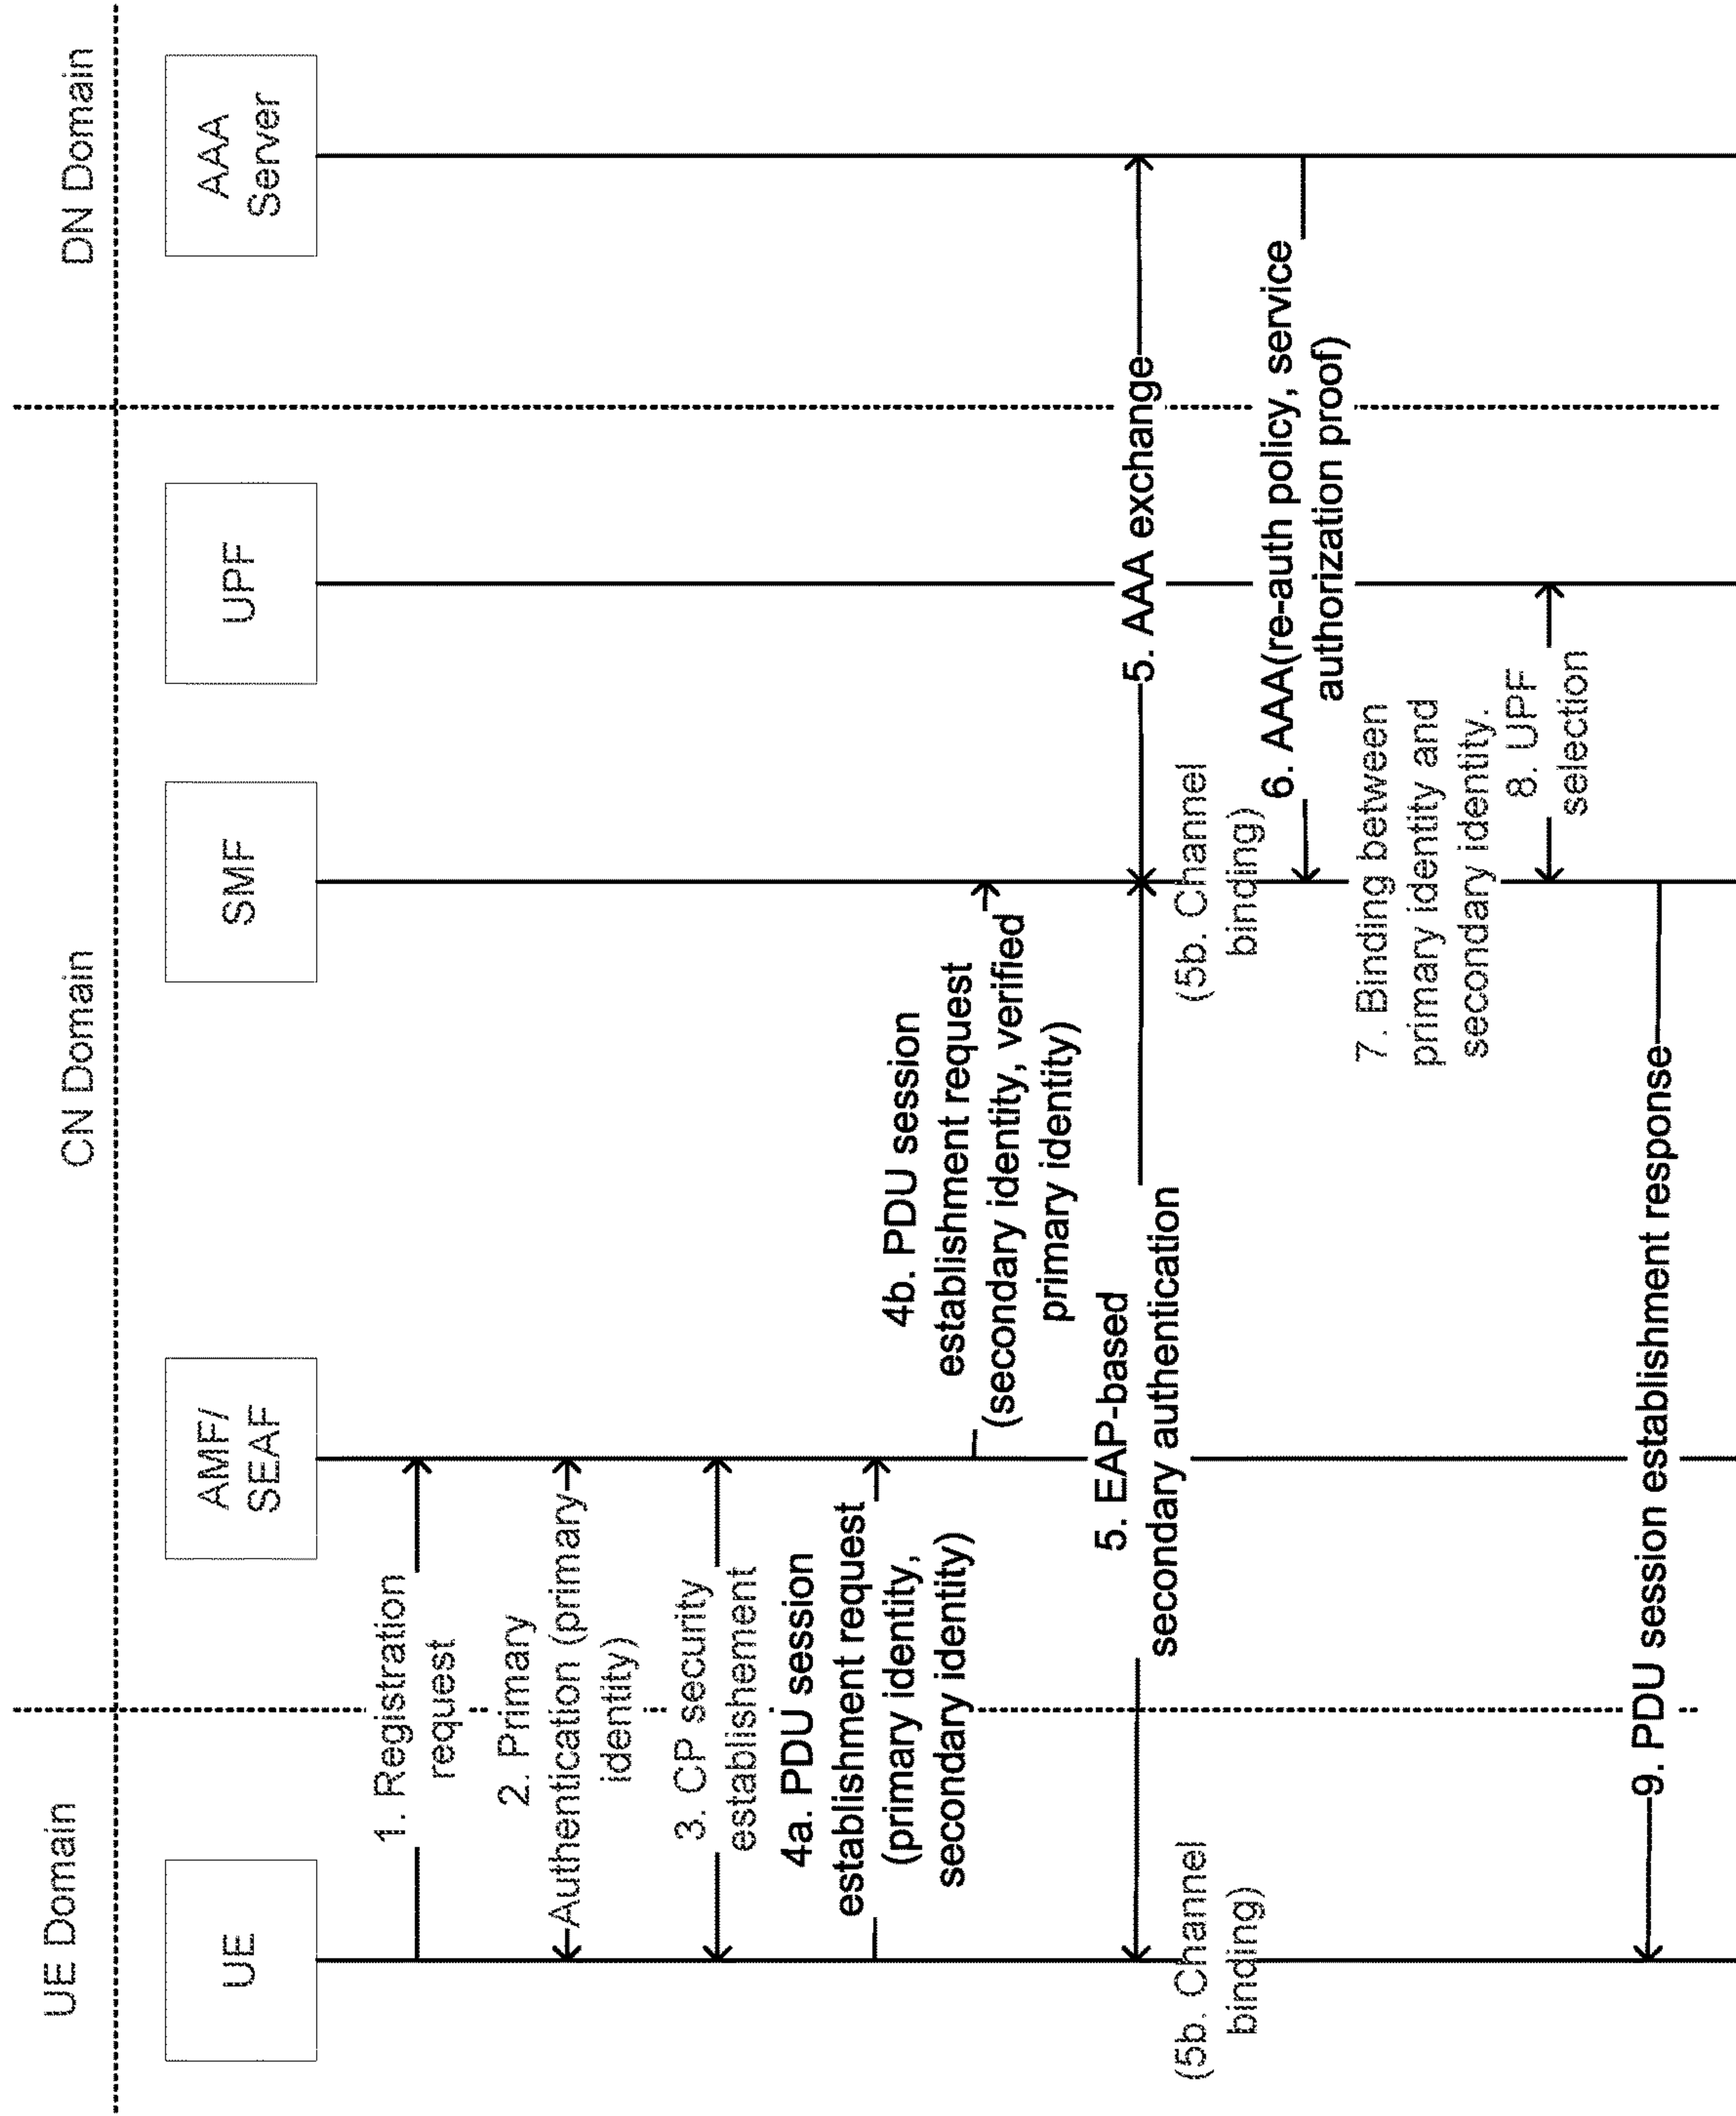 UE Domain
CN Domain
DN Domain
UE
AMF/
SEAF
SMF
UPF
AAA
Server
1. Registration
request
2. Primary
Authentication (primary
identity)
3. CP security
establishement
4a. PDU session
establishment request
(primary identity,
secondary identity)
4b. PDU session
establishment request
(secondary identity, verified
primary identity)
5. EAP-based
secondary authentication
5. AAA exchange
(5b. Channel
binding)
(5b. Channel
binding)
6. AAA(re-auth policy, service
authorization proof)
7. Binding between
primary identity and
secondary identity.
8. UPF
selection
9. PDU session establishment response